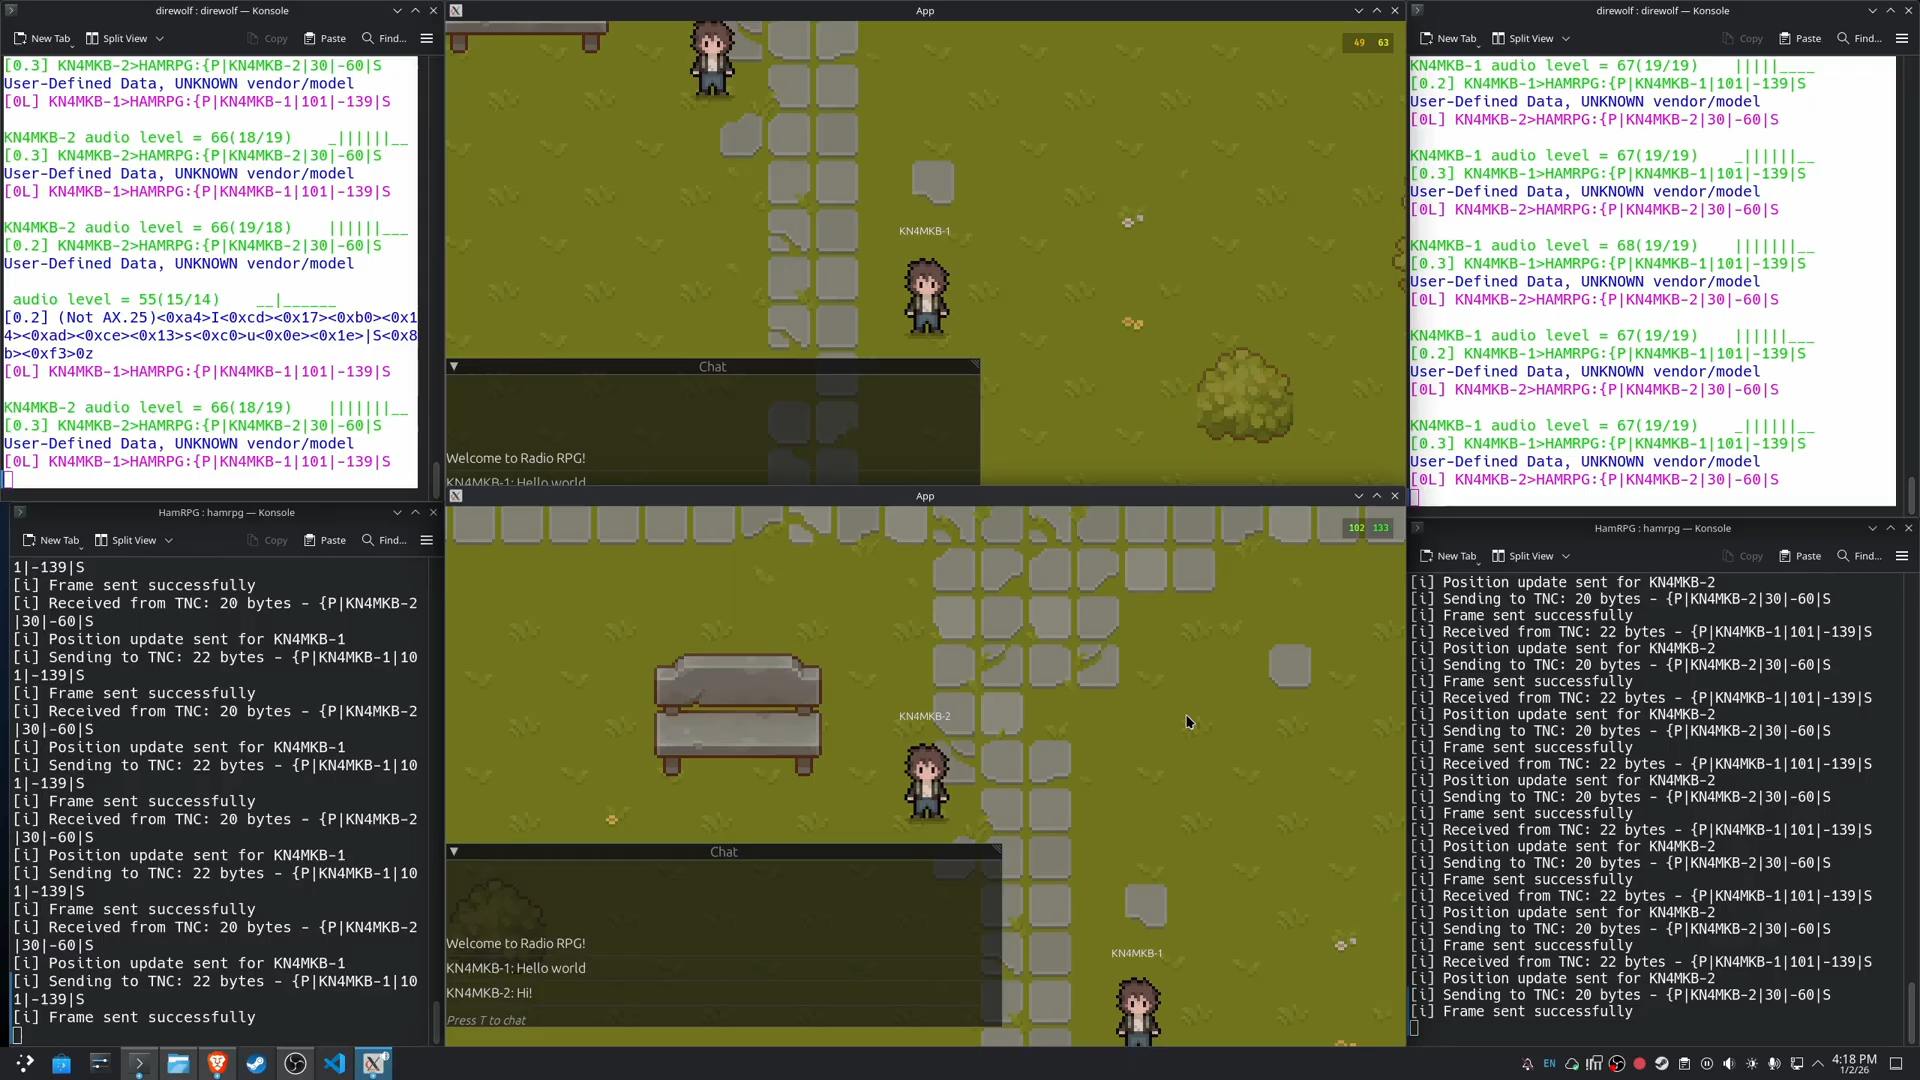 direwolf : direwolf — Konsole
New Tab Split View Copy Paste Find...
[0.3] KN4MKB-2>HAMRPG:{P|KN4MKB-2|30|-60|S
User-Defined Data, UNKNOWN vendor/model
[0L] KN4MKB-1>HAMRPG:{P|KN4MKB-1|101|-139|S
KN4MKB-2 audio level = 66(18/19) _||||||__
[0.3] KN4MKB-2>HAMRPG:{P|KN4MKB-2|30|-60|S
User-Defined Data, UNKNOWN vendor/model
[0L] KN4MKB-1>HAMRPG:{P|KN4MKB-1|101|-139|S
KN4MKB-2 audio level = 66(19/18) ||||||___
[0.2] KN4MKB-2>HAMRPG:{P|KN4MKB-2|30|-60|S
User-Defined Data, UNKNOWN vendor/model
audio level = 55(15/14) __|______
[0.2] (Not AX.25)<0xa4>I<0xcd><0x17><0xb0><0x1
4><0xad><0xce><0x13>s<0xc0>u<0x0e><0x1e>|S<0x8
b><0xf3>0z
[0L] KN4MKB-1>HAMRPG:{P|KN4MKB-1|101|-139|S
KN4MKB-2 audio level = 66(18/19) |||||||__
[0.3] KN4MKB-2>HAMRPG:{P|KN4MKB-2|30|-60|S
User-Defined Data, UNKNOWN vendor/model
[0L] KN4MKB-1>HAMRPG:{P|KN4MKB-1|101|-139|S
App
49 63
KN4MKB-1
Chat
Welcome to Radio RPG!
KN4MKB-1: Hello world
direwolf : direwolf — Konsole
New Tab Split View Copy Paste Find...
KN4MKB-1 audio level = 67(19/19) |||||____
[0.2] KN4MKB-1>HAMRPG:{P|KN4MKB-1|101|-139|S
User-Defined Data, UNKNOWN vendor/model
[0L] KN4MKB-2>HAMRPG:{P|KN4MKB-2|30|-60|S
KN4MKB-1 audio level = 67(19/19) _||||||__
[0.3] KN4MKB-1>HAMRPG:{P|KN4MKB-1|101|-139|S
User-Defined Data, UNKNOWN vendor/model
[0L] KN4MKB-2>HAMRPG:{P|KN4MKB-2|30|-60|S
KN4MKB-1 audio level = 68(19/19) |||||||__
[0.3] KN4MKB-1>HAMRPG:{P|KN4MKB-1|101|-139|S
User-Defined Data, UNKNOWN vendor/model
[0L] KN4MKB-2>HAMRPG:{P|KN4MKB-2|30|-60|S
KN4MKB-1 audio level = 67(19/19) ||||||___
[0.2] KN4MKB-1>HAMRPG:{P|KN4MKB-1|101|-139|S
User-Defined Data, UNKNOWN vendor/model
[0L] KN4MKB-2>HAMRPG:{P|KN4MKB-2|30|-60|S
KN4MKB-1 audio level = 67(19/19) _||||||__
[0.3] KN4MKB-1>HAMRPG:{P|KN4MKB-1|101|-139|S
User-Defined Data, UNKNOWN vendor/model
[0L] KN4MKB-2>HAMRPG:{P|KN4MKB-2|30|-60|S
HamRPG : hamrpg — Konsole
New Tab Split View Copy Paste Find...
1|-139|S
[i] Frame sent successfully
[i] Received from TNC: 20 bytes - {P|KN4MKB-2
|30|-60|S
[i] Position update sent for KN4MKB-1
[i] Sending to TNC: 22 bytes - {P|KN4MKB-1|10
1|-139|S
[i] Frame sent successfully
[i] Received from TNC: 20 bytes - {P|KN4MKB-2
|30|-60|S
[i] Position update sent for KN4MKB-1
[i] Sending to TNC: 22 bytes - {P|KN4MKB-1|10
1|-139|S
[i] Frame sent successfully
[i] Received from TNC: 20 bytes - {P|KN4MKB-2
|30|-60|S
[i] Position update sent for KN4MKB-1
[i] Sending to TNC: 22 bytes - {P|KN4MKB-1|10
1|-139|S
[i] Frame sent successfully
[i] Received from TNC: 20 bytes - {P|KN4MKB-2
|30|-60|S
[i] Position update sent for KN4MKB-1
[i] Sending to TNC: 22 bytes - {P|KN4MKB-1|10
1|-139|S
[i] Frame sent successfully
App
102 133
KN4MKB-2
Chat
Welcome to Radio RPG!
KN4MKB-1: Hello world
KN4MKB-2: Hi!
Press T to chat
KN4MKB-1
HamRPG : hamrpg — Konsole
New Tab Split View Copy Paste Find...
[i] Position update sent for KN4MKB-2
[i] Sending to TNC: 20 bytes - {P|KN4MKB-2|30|-60|S
[i] Frame sent successfully
[i] Received from TNC: 22 bytes - {P|KN4MKB-1|101|-139|S
[i] Position update sent for KN4MKB-2
[i] Sending to TNC: 20 bytes - {P|KN4MKB-2|30|-60|S
[i] Frame sent successfully
[i] Received from TNC: 22 bytes - {P|KN4MKB-1|101|-139|S
[i] Position update sent for KN4MKB-2
[i] Sending to TNC: 20 bytes - {P|KN4MKB-2|30|-60|S
[i] Frame sent successfully
[i] Received from TNC: 22 bytes - {P|KN4MKB-1|101|-139|S
[i] Position update sent for KN4MKB-2
[i] Sending to TNC: 20 bytes - {P|KN4MKB-2|30|-60|S
[i] Frame sent successfully
[i] Received from TNC: 22 bytes - {P|KN4MKB-1|101|-139|S
[i] Position update sent for KN4MKB-2
[i] Sending to TNC: 20 bytes - {P|KN4MKB-2|30|-60|S
[i] Frame sent successfully
[i] Received from TNC: 22 bytes - {P|KN4MKB-1|101|-139|S
[i] Position update sent for KN4MKB-2
[i] Sending to TNC: 20 bytes - {P|KN4MKB-2|30|-60|S
[i] Frame sent successfully
[i] Received from TNC: 22 bytes - {P|KN4MKB-1|101|-139|S
[i] Position update sent for KN4MKB-2
[i] Sending to TNC: 20 bytes - {P|KN4MKB-2|30|-60|S
[i] Frame sent successfully
EN
4:18 PM
1/2/26